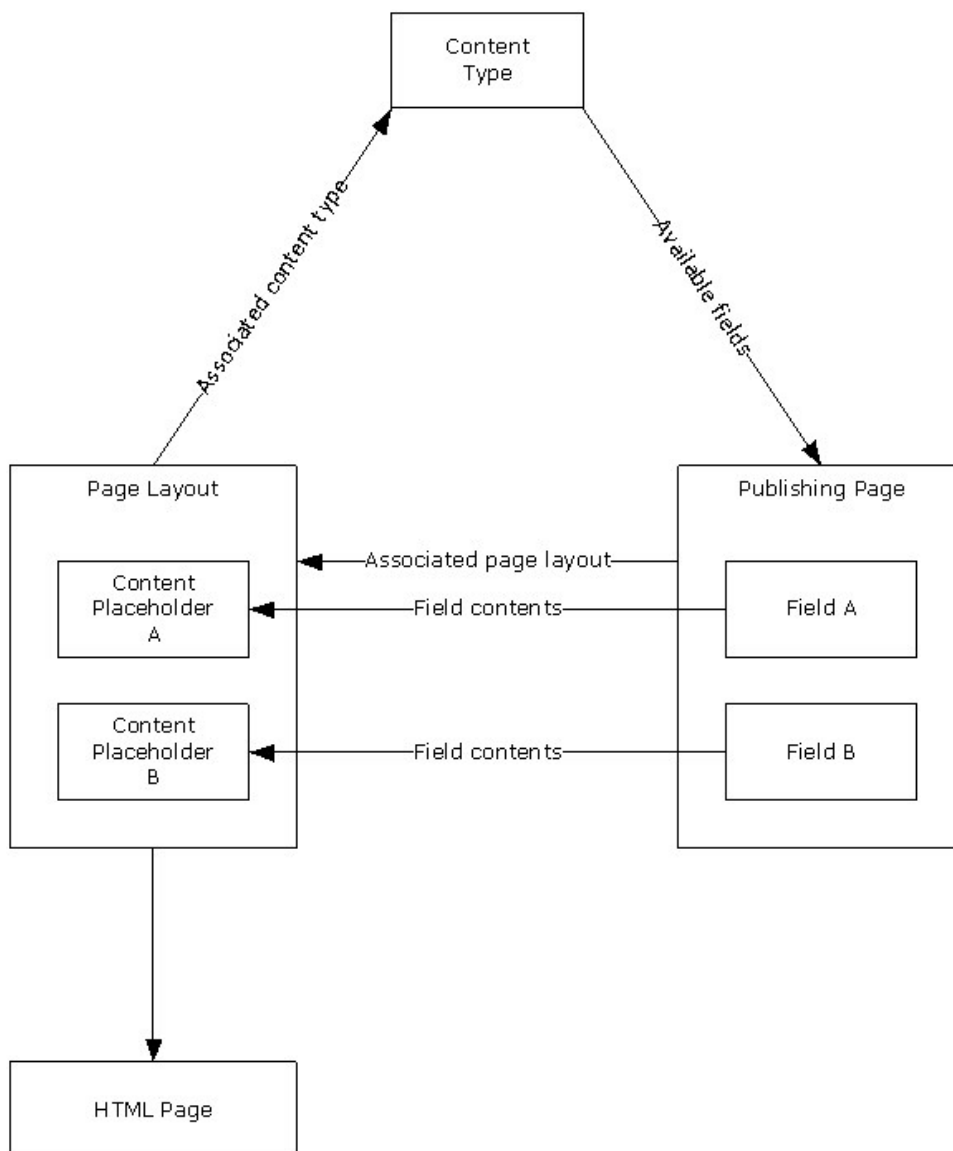 Content
Type
Associated content type
Available fields
Page Layout
Publishing Page
Associated page layout
Content
Placeholder
A
Field contents
Field A
Content
Placeholder
B
Field contents
Field B
HTML Page